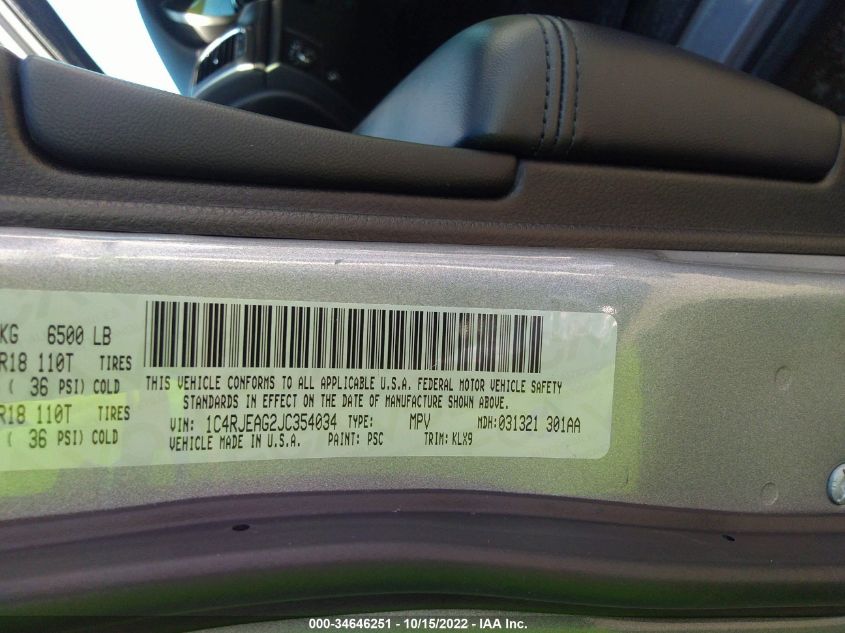 KG 6500 LB
R18 110T TIRES
( 36 PSI) COLD
R18 110T TIRES
( 36 PSI) COLD
THIS VEHICLE CONFORMS TO ALL APPLICABLE U.S.A. FEDERAL MOTOR VEHICLE SAFETY
STANDARDS IN EFFECT ON THE DATE OF MANUFACTURE SHOWN ABOVE.
VIN: 1C4RJEAG2JC354034 TYPE: MPV MDH:031321 301AA
VEHICLE MADE IN U.S.A. PAINT: PSC TRIM: KLX9
000-34646251 - 10/15/2022 - IAA Inc.